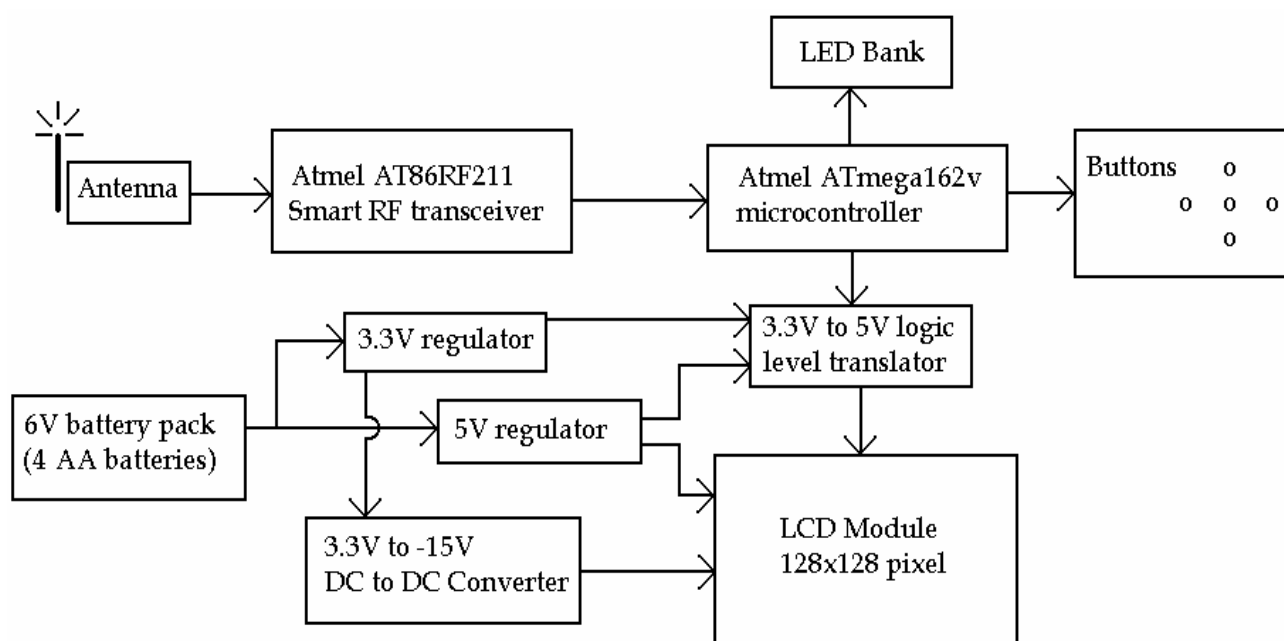 LED Bank
Antenna
Atmel AT86RF211
Smart RF transceiver
Atmel ATmega162v
microcontroller
Buttons
o
o o o
o
3.3V regulator
3.3V to 5V logic
level translator
6V battery pack
(4 AA batteries)
5V regulator
3.3V to -15V
DC to DC Converter
LCD Module
128x128 pixel